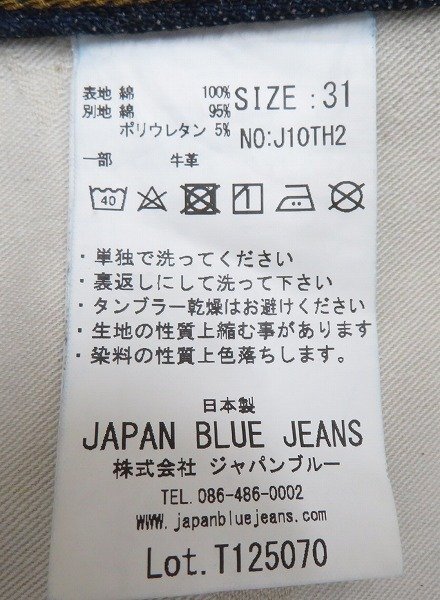 表地 綿 100%
別地 綿 95%
ポリウレタン 5%
一部 牛革
SIZE : 31
NO:J10TH2
40
・単独で洗ってください
・裏返しにして洗って下さい
・タンブラー乾燥はお避けください
・生地の性質上縮む事があります
・染料の性質上色落ちします。
日本製
JAPAN BLUE JEANS
株式会社 ジャパンブルー
TEL. 086-486-0002
WWW. japanbluejeans.com
Lot.T125070